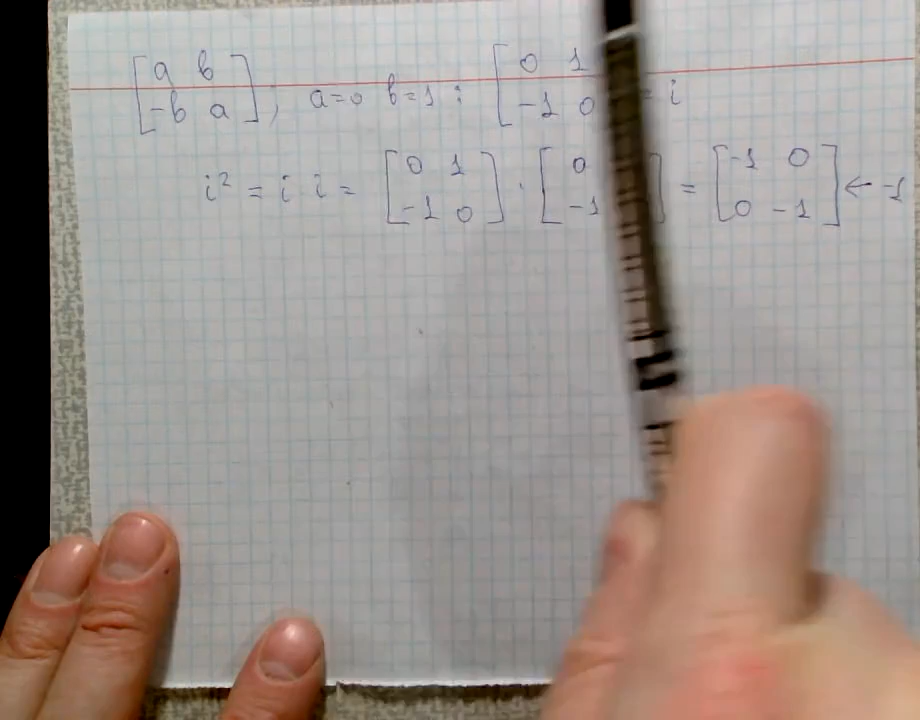 [a b -b a]; a=0 b=1 : [0 1 -1 0] = i
i² = i · i = [0 1 -1 0] · [0 -1 ] = [-1 0 0 -1] ← -1